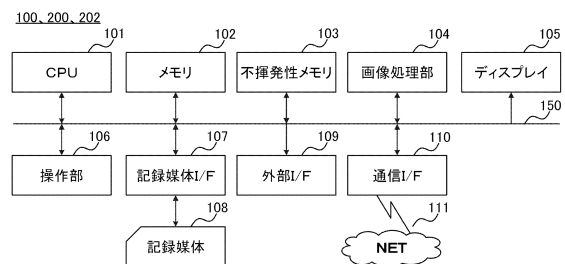 100、200、202
101
102
103
104
105
CPU
メモリ
不揮発性メモリ
画像処理部
ディスプレイ
150
106
107
109
110
操作部
記録媒体I/F
外部I/F
通信I/F
108
111
記録媒体
NET